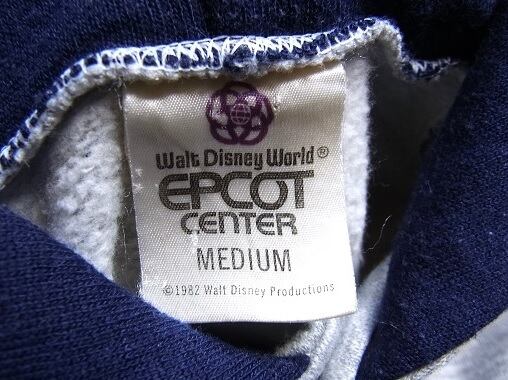 Walt Disney World®
EPCOT
CENTER
MEDIUM
©1982 Walt Disney Productions